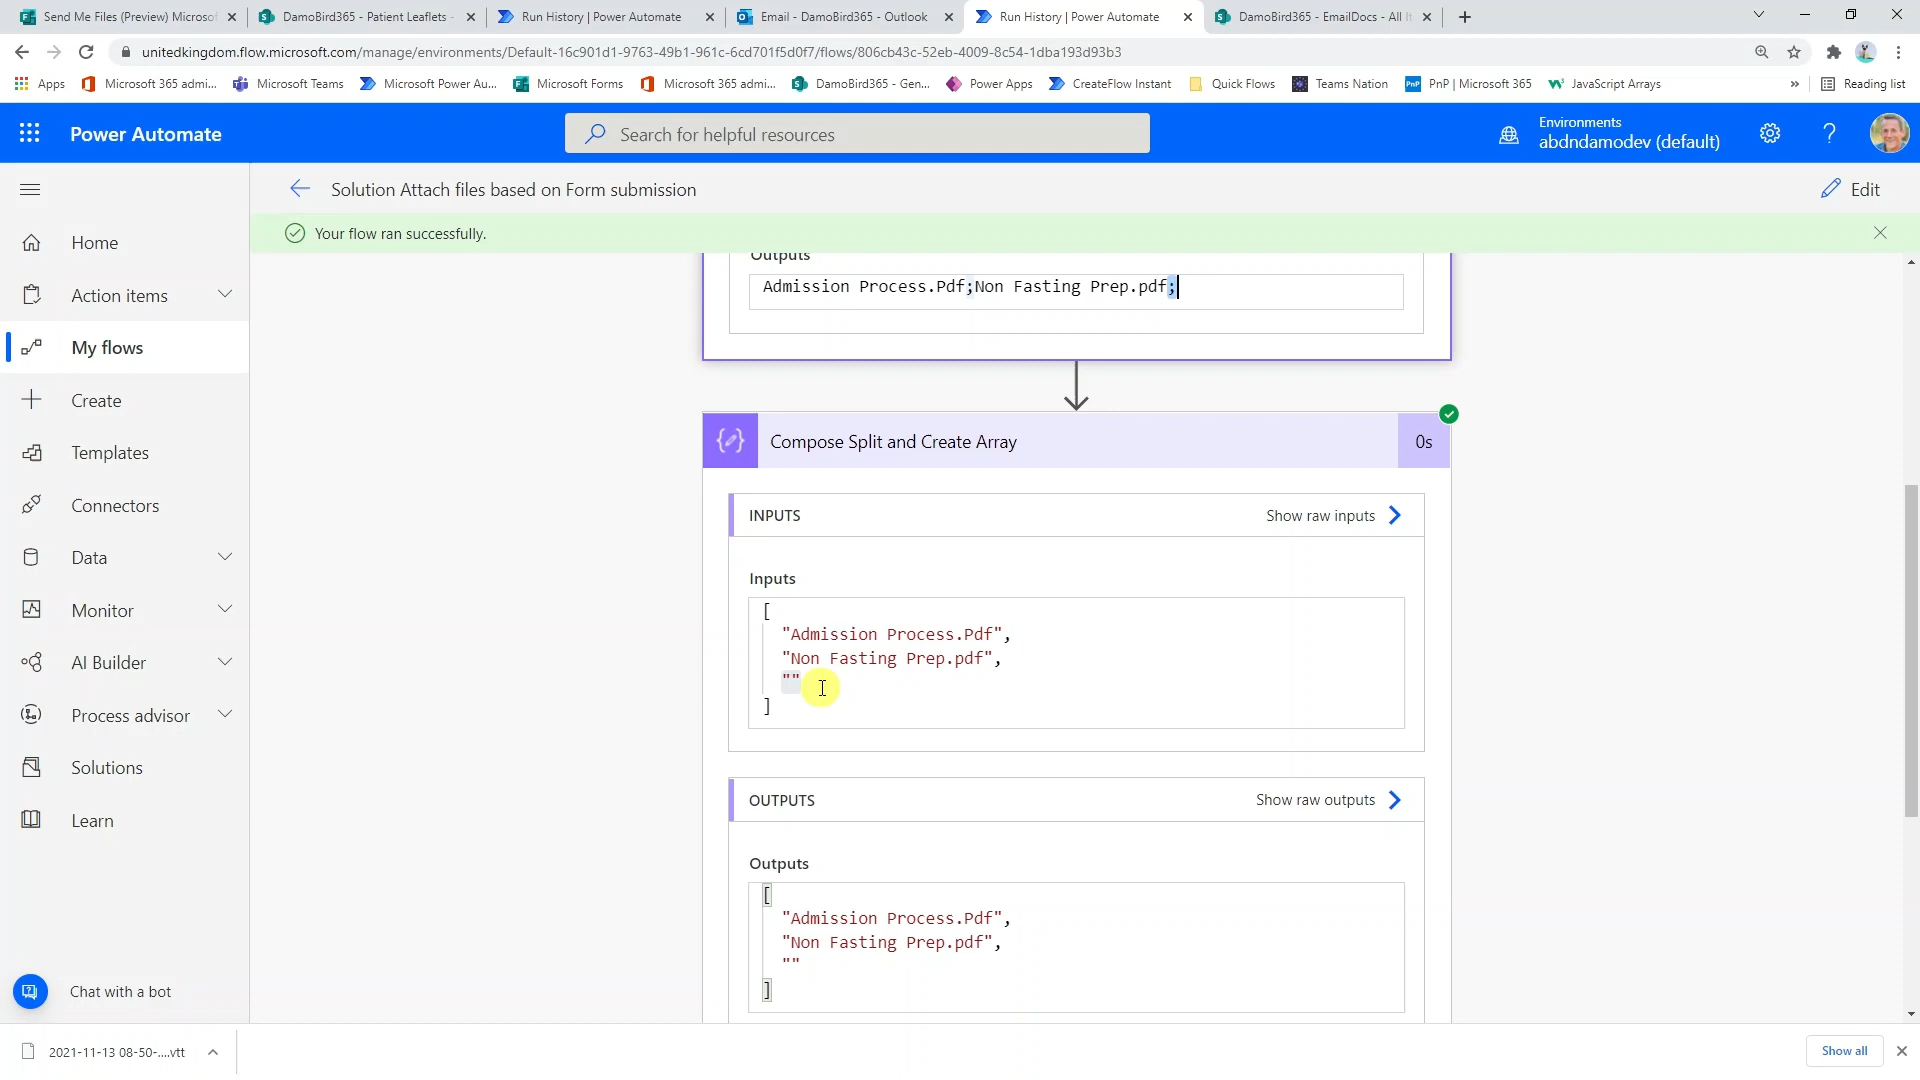 Send Me Files (Preview) Microsof
DamoBird365 - Patient Leaflets -
Run History | Power Automate
Email - DamoBird365 - Outlook
Run History | Power Automate
DamoBird365 - EmailDocs - All It
unitedkingdom.flow.microsoft.com/manage/environments/Default-16c901d1-9763-49b1-961c-6cd701f5d0f7/flows/806cb43c-52eb-4009-8c54-1dba193d93b3
Apps
Microsoft 365 admi...
Microsoft Teams
Microsoft Power Au...
Microsoft Forms
Microsoft 365 admi...
DamoBird365 - Gen...
Power Apps
CreateFlow Instant
Quick Flows
Teams Nation
PnP | Microsoft 365
JavaScript Arrays
»
Reading list
Power Automate
Search for helpful resources
Environments
abdndamodev (default)
Solution Attach files based on Form submission
Edit
Your flow ran successfully.
Home
Action items
My flows
Create
Templates
Connectors
Data
Monitor
AI Builder
Process advisor
Solutions
Learn
Chat with a bot
Outputs
Admission Process.Pdf;Non Fasting Prep.pdf;
Compose Split and Create Array
0s
INPUTS
Show raw inputs
Inputs
[
"Admission Process.Pdf",
"Non Fasting Prep.pdf",
""
]
OUTPUTS
Show raw outputs
Outputs
[
"Admission Process.Pdf",
"Non Fasting Prep.pdf",
""
]
2021-11-13 08-50-....vtt
Show all